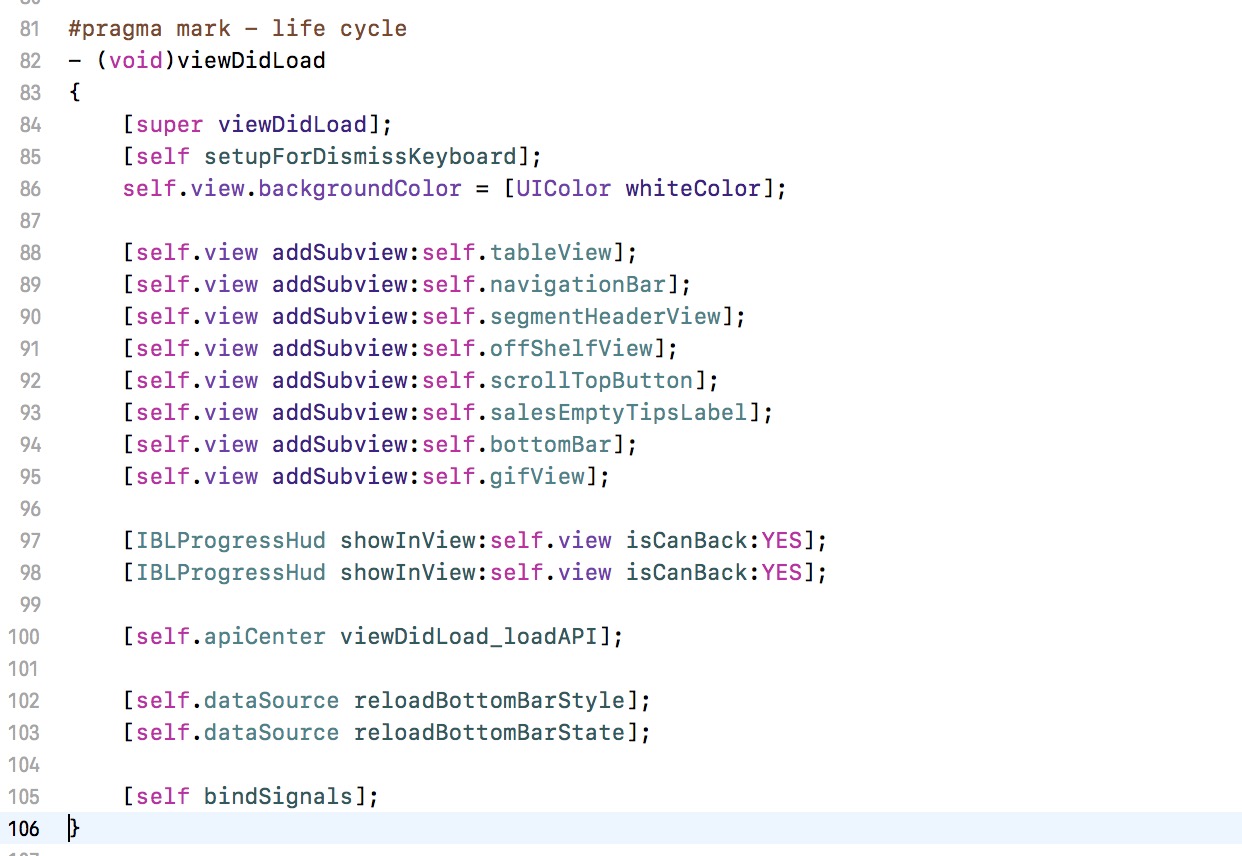 81 #pragma mark - life cycle
82 - (void)viewDidLoad
83 {
84     [super viewDidLoad];
85     [self setupForDismissKeyboard];
86     self.view.backgroundColor = [UIColor whiteColor];
87
88     [self.view addSubview:self.tableView];
89     [self.view addSubview:self.navigationBar];
90     [self.view addSubview:self.segmentHeaderView];
91     [self.view addSubview:self.offShelfView];
92     [self.view addSubview:self.scrollTopButton];
93     [self.view addSubview:self.salesEmptyTipsLabel];
94     [self.view addSubview:self.bottomBar];
95     [self.view addSubview:self.gifView];
96
97     [IBLProgressHud showInView:self.view isCanBack:YES];
98     [IBLProgressHud showInView:self.view isCanBack:YES];
99
100     [self.apiCenter viewDidLoad_loadAPI];
101
102     [self.dataSource reloadBottomBarStyle];
103     [self.dataSource reloadBottomBarState];
104
105     [self bindSignals];
106 }